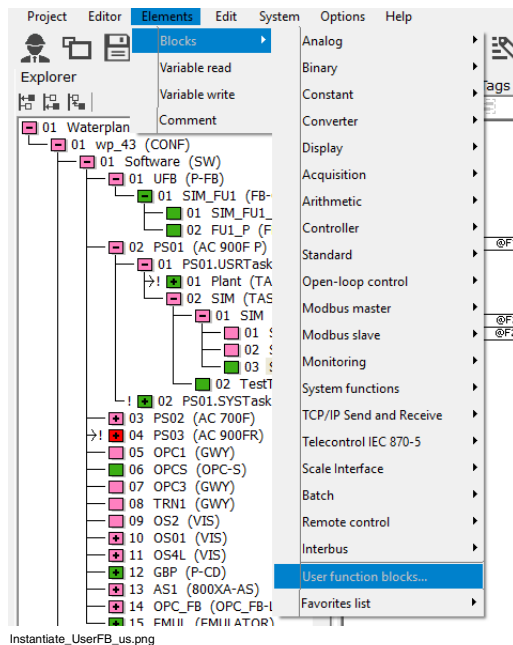 Project Editor Elements Edit System Options Help
Blocks
Variable read
Variable write
Comment
Analog
Binary
Constant
Converter
Display
Acquisition
Arithmetic
Controller
Standard
Open-loop control
Modbus master
Modbus slave
Monitoring
System functions
TCP/IP Send and Receive
Telecontrol IEC 870-5
Scale Interface
Batch
Remote control
Interbus
User function blocks...
Favorites list
Explorer
01 Waterplan
01 wp_43 (CONF)
01 Software (SW)
01 UFB (P-FB)
01 SIM_FU1 (FB-
01 SIM_FU1_
02 FU1_P (F
02 PS01 (AC 900F P)
01 PS01.USRTask
! 01 Plant (TA
02 SIM (TAS
01 SIM
01 S
02 S
03 S
02 TestT
! 02 PS01.SYSTask
03 PS02 (AC 700F)
! 04 PS03 (AC 900FR)
05 OPC1 (GWY)
06 OPCS (OPC-S)
07 OPC3 (GWY)
08 TRN1 (GWY)
09 OS2 (VIS)
10 OS01 (VIS)
11 OS4L (VIS)
12 GBP (P-CD)
13 AS1 (800XA-AS)
14 OPC_FB (OPC_FB-L
15 EMUL (EMULATOR)
Tags
@F
@F
@F
Instantiate_UserFB_us.png